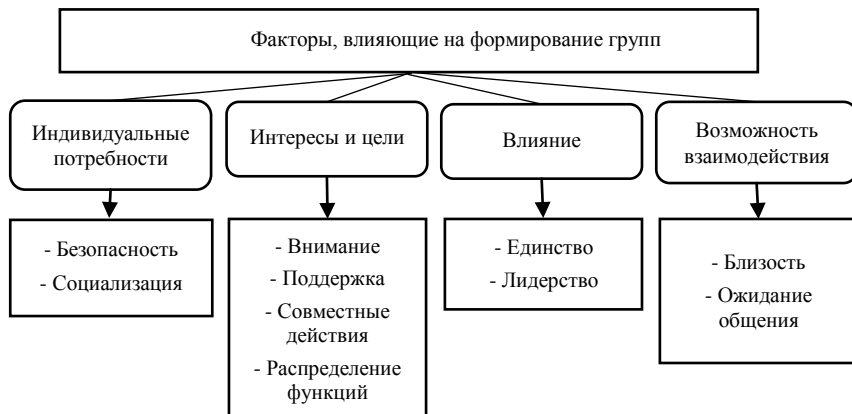 Факторы, влияющие на формирование групп
Индивидуальные
потребности
Интересы и цели
Влияние
Возможность
взаимодействия
- Безопасность
- Социализация
- Внимание
- Поддержка
- Совместные
действия
- Распределение
функций
- Единство
- Лидерство
- Близость
- Ожидание
общения